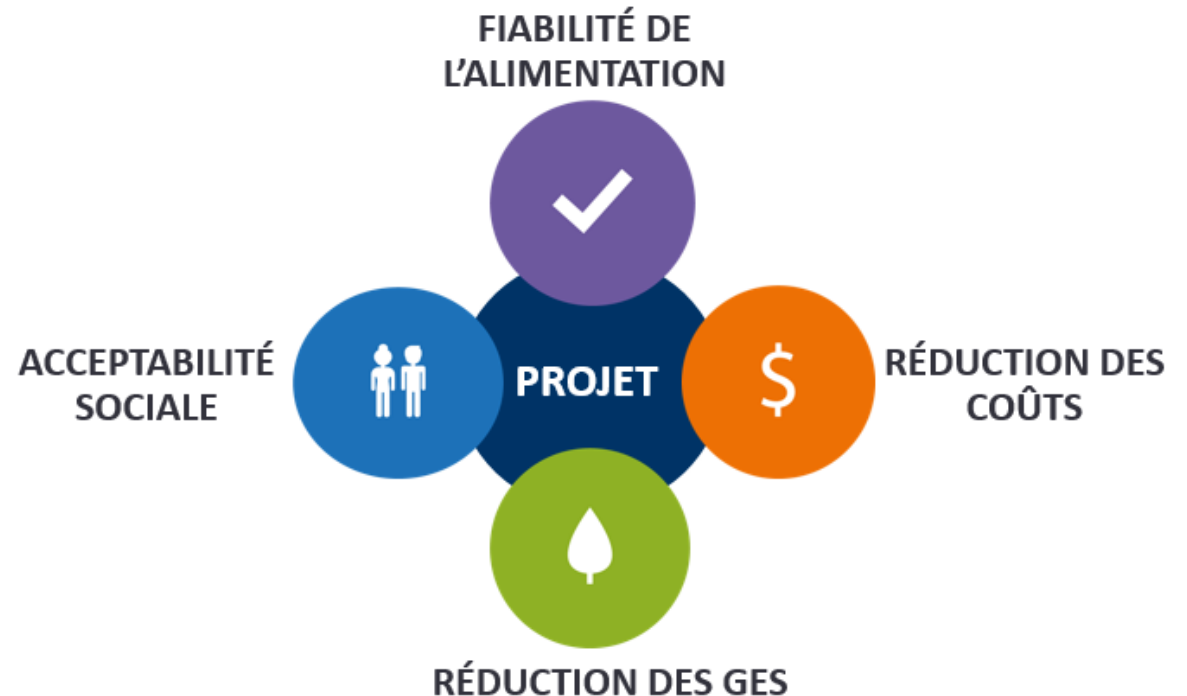 FIABILITÉ DE
L'ALIMENTATION
ACCEPTABILITÉ
SOCIALE
PROJET
$
RÉDUCTION DES
COÛTS
RÉDUCTION DES GES